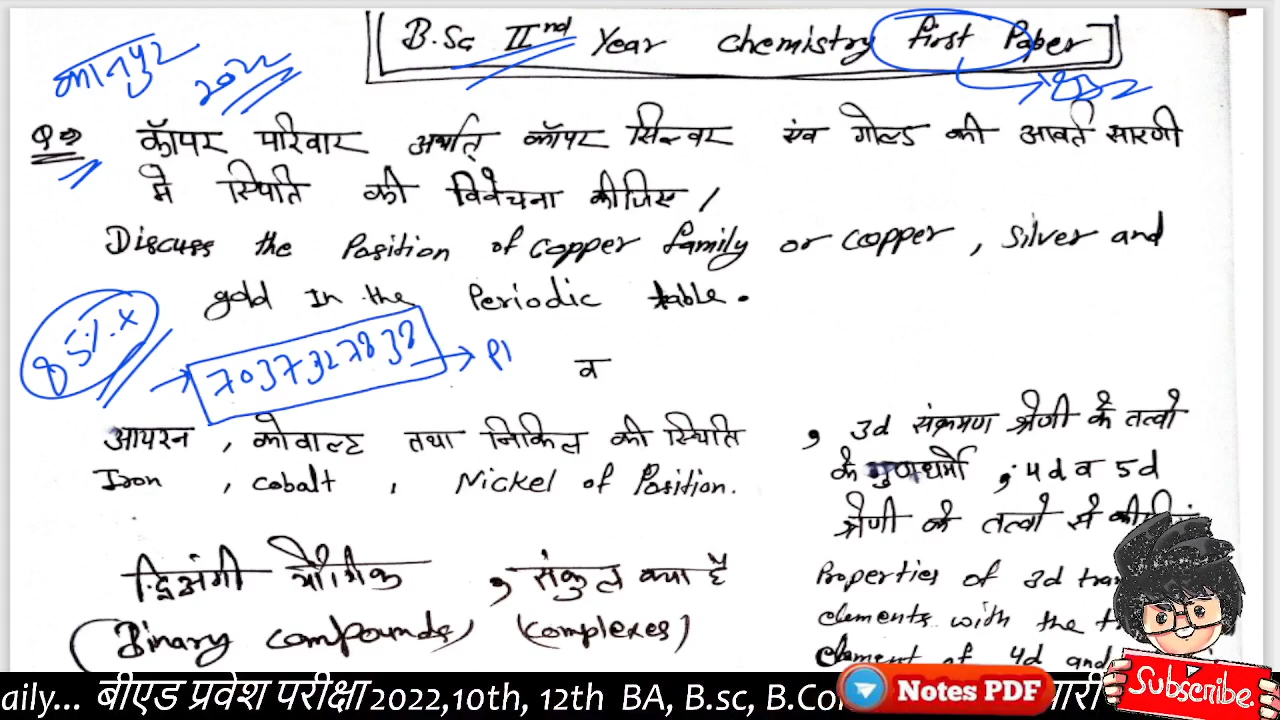 B.Sc IInd Year Chemistry first Paber
कानपुर 2022
Q⇒ कॉपर परिवार अर्थात् कॉपर सिल्वर एंव गोल्ड की आवर्त सारणी
मे स्थिति की विवेचना कीजिए /
Discuss the Position of Copper family or Copper, Silver and
gold In the Periodic table.
85%
7037327838 → P1
व
आयरन , कोवाल्ट तथा निकिल की स्थिति
Iron , cobalt , Nickel of Position.
, 3d संक्रमण श्रेणी के तत्वो
के गुणधर्मो , 4d व 5d
श्रेणी के तत्वो से
द्विअंगी यौगिक , संकुल क्या है
(Binary compounds) (complexes)
Properties of 3d
elements with the
element of 4d and
aily... बीएड प्रवेश परीक्षा 2022,10th, 12th BA, B.sc, B.Co
Notes PDF
Subscribe